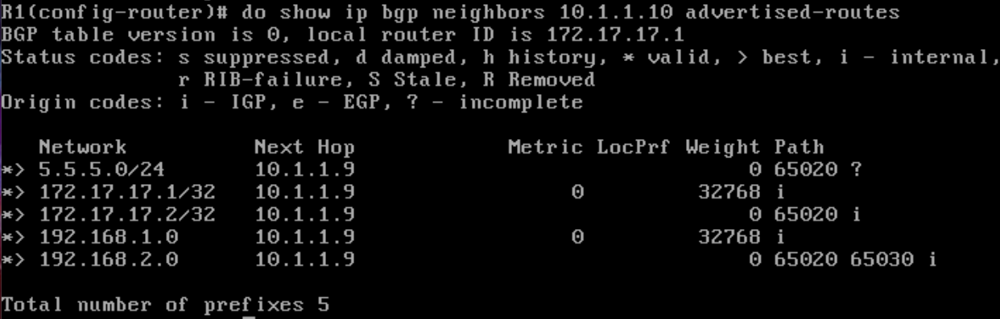 R1(config-router)# do show ip bgp neighbors 10.1.1.10 advertised-routes
BGP table version is 0, local router ID is 172.17.17.1
Status codes: s suppressed, d damped, h history, * valid, > best, i - internal,
              r RIB-failure, S Stale, R Removed
Origin codes: i - IGP, e - EGP, ? - incomplete

   Network          Next Hop            Metric LocPrf Weight Path
*> 5.5.5.0/24       10.1.1.9                               0 65020 ?
*> 172.17.17.1/32   10.1.1.9                 0         32768 i
*> 172.17.17.2/32   10.1.1.9                               0 65020 i
*> 192.168.1.0      10.1.1.9                 0         32768 i
*> 192.168.2.0      10.1.1.9                               0 65020 65030 i

Total number of prefixes 5